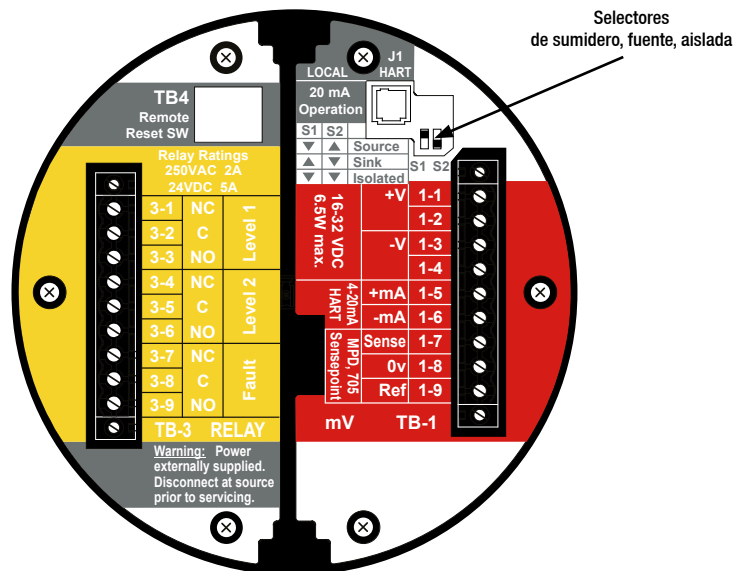 Selectores
de sumidero, fuente, aislada
J1
LOCAL HART
20 mA
Operation
S1 S2
▼ ▲ Source
▲ ▼ Sink
▼ ▼ Isolated
S1 S2
TB4
Remote
Reset SW
Relay Ratings
250VAC 2A
24VDC 5A
3-1 NC
3-2 C
3-3 NO
Level 1
3-4 NC
3-5 C
3-6 NO
Level 2
3-7 NC
3-8 C
3-9 NO
Fault
TB-3 RELAY
Warning: Power
externally supplied.
Disconnect at source
prior to servicing.
16-32 VDC
6.5W max.
+V 1-1
1-2
-V 1-3
1-4
4-20mA
HART
+mA 1-5
-mA 1-6
MPD, 705
Sensepoint
Sense 1-7
0v 1-8
Ref 1-9
mV TB-1